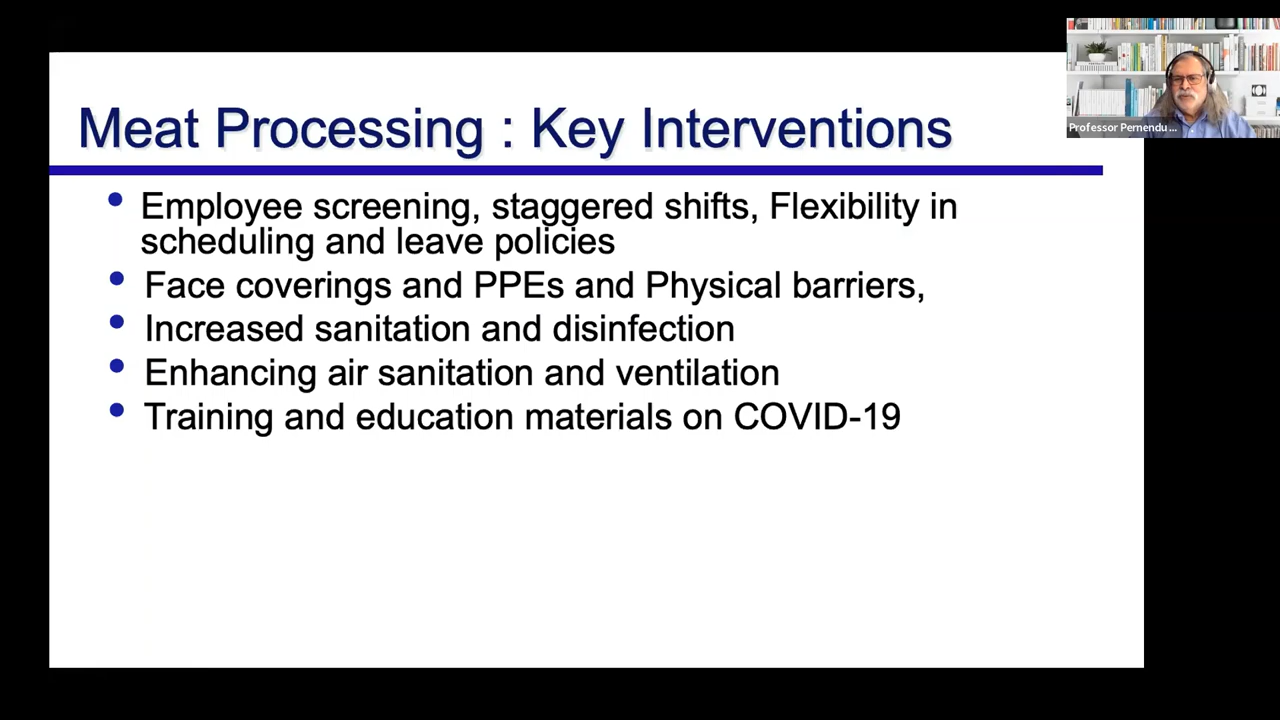 Meat Processing : Key Interventions
• Employee screening, staggered shifts, Flexibility in
scheduling and leave policies
• Face coverings and PPEs and Physical barriers,
• Increased sanitation and disinfection
• Enhancing air sanitation and ventilation
• Training and education materials on COVID-19
Professor Pernendu ...